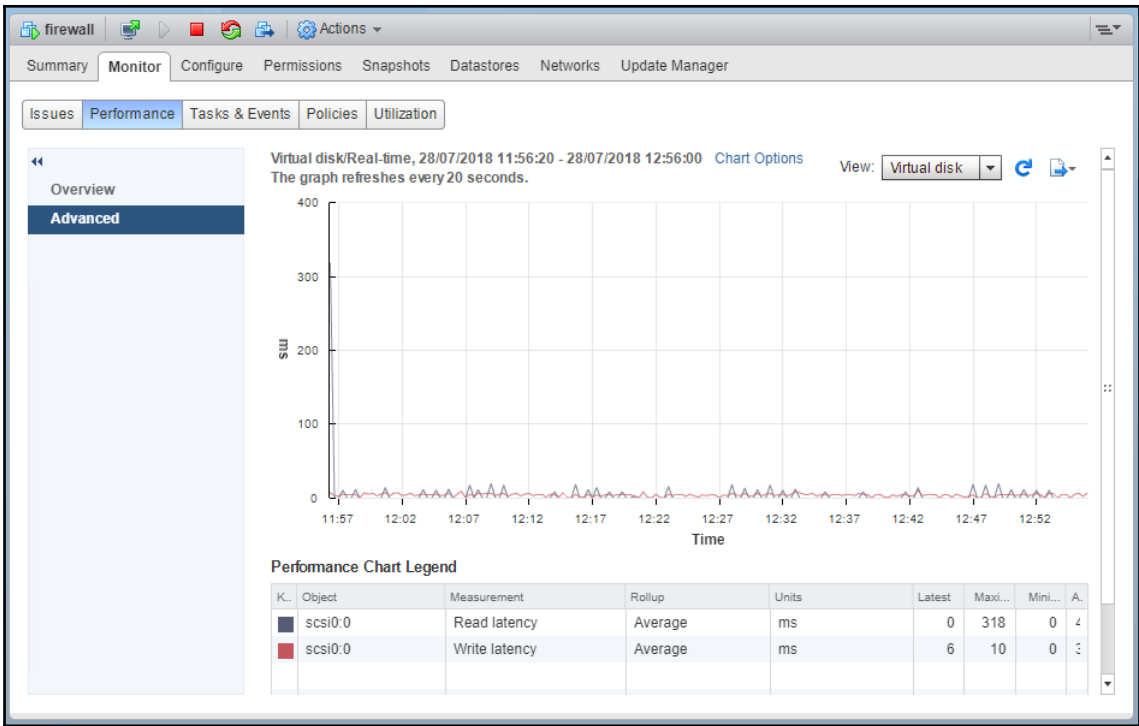 firewall Actions
Summary Monitor Configure Permissions Snapshots Datastores Networks Update Manager
Issues Performance Tasks & Events Policies Utilization
Overview
Advanced
Virtual disk/Real-time, 28/07/2018 11:56:20 - 28/07/2018 12:56:00 Chart Options View: Virtual disk
The graph refreshes every 20 seconds.
400
300
200
100
0
ms
11:57 12:02 12:07 12:12 12:17 12:22 12:27 12:32 12:37 12:42 12:47 12:52
Time
Performance Chart Legend
K... Object Measurement Rollup Units Latest Maxi... Mini... A.
scsi0:0 Read latency Average ms 0 318 0
scsi0:0 Write latency Average ms 6 10 0